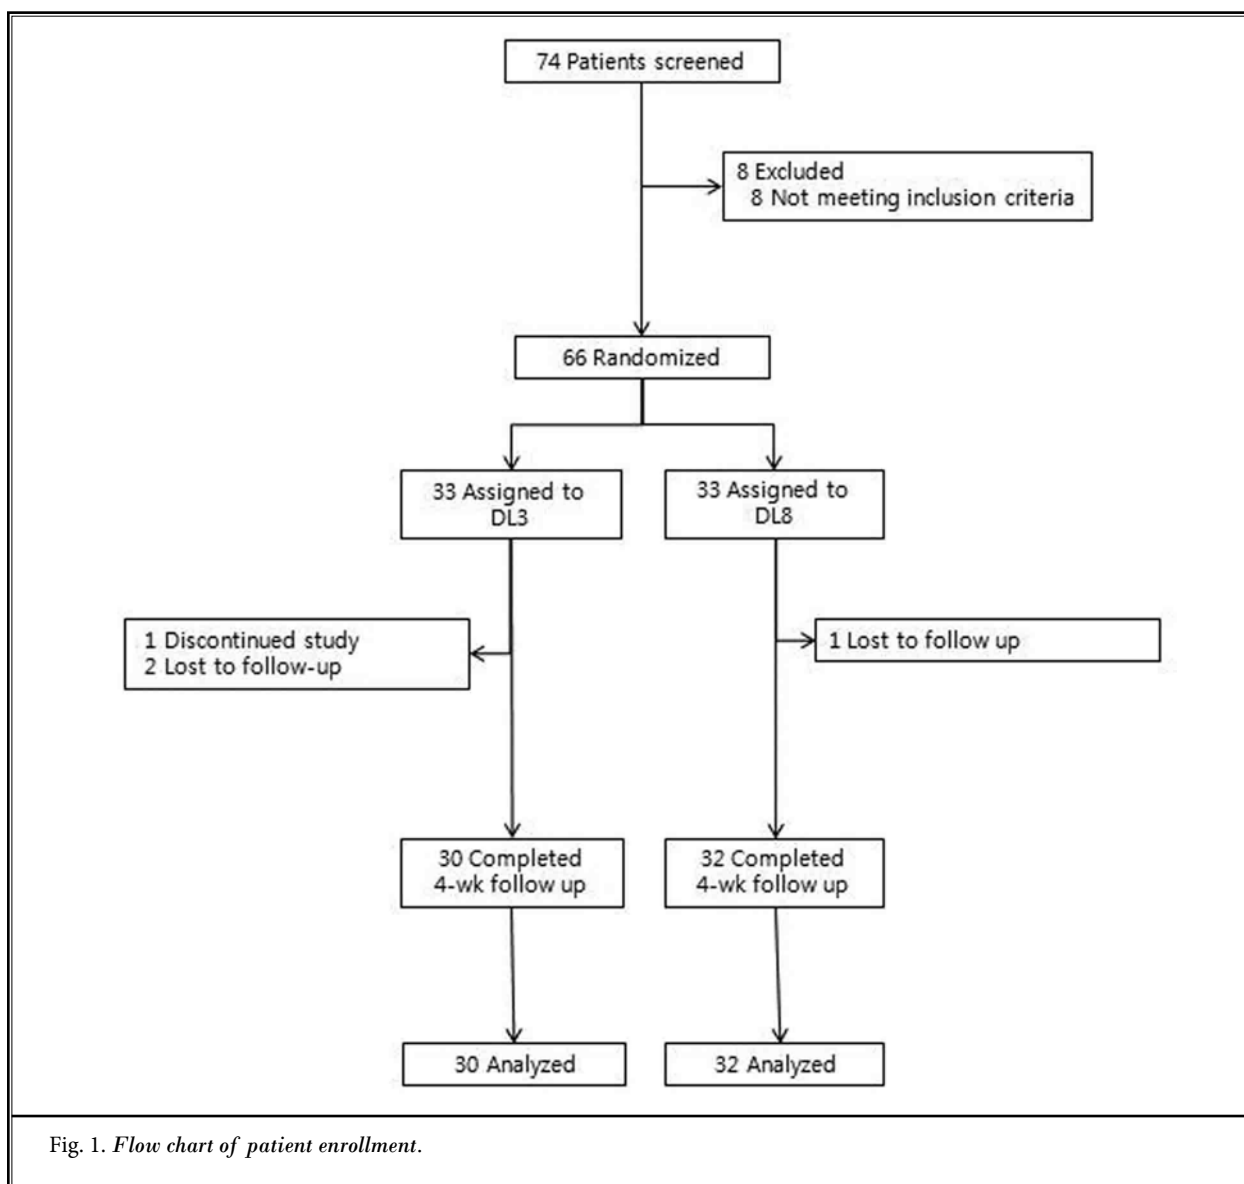 74 Patients screened
8 Excluded
8 Not meeting inclusion criteria
66 Randomized
33 Assigned to
DL3
33 Assigned to
DL8
1 Discontinued study
2 Lost to follow-up
1 Lost to follow up
30 Completed
4-wk follow up
32 Completed
4-wk follow up
30 Analyzed
32 Analyzed
Fig. 1. Flow chart of patient enrollment.